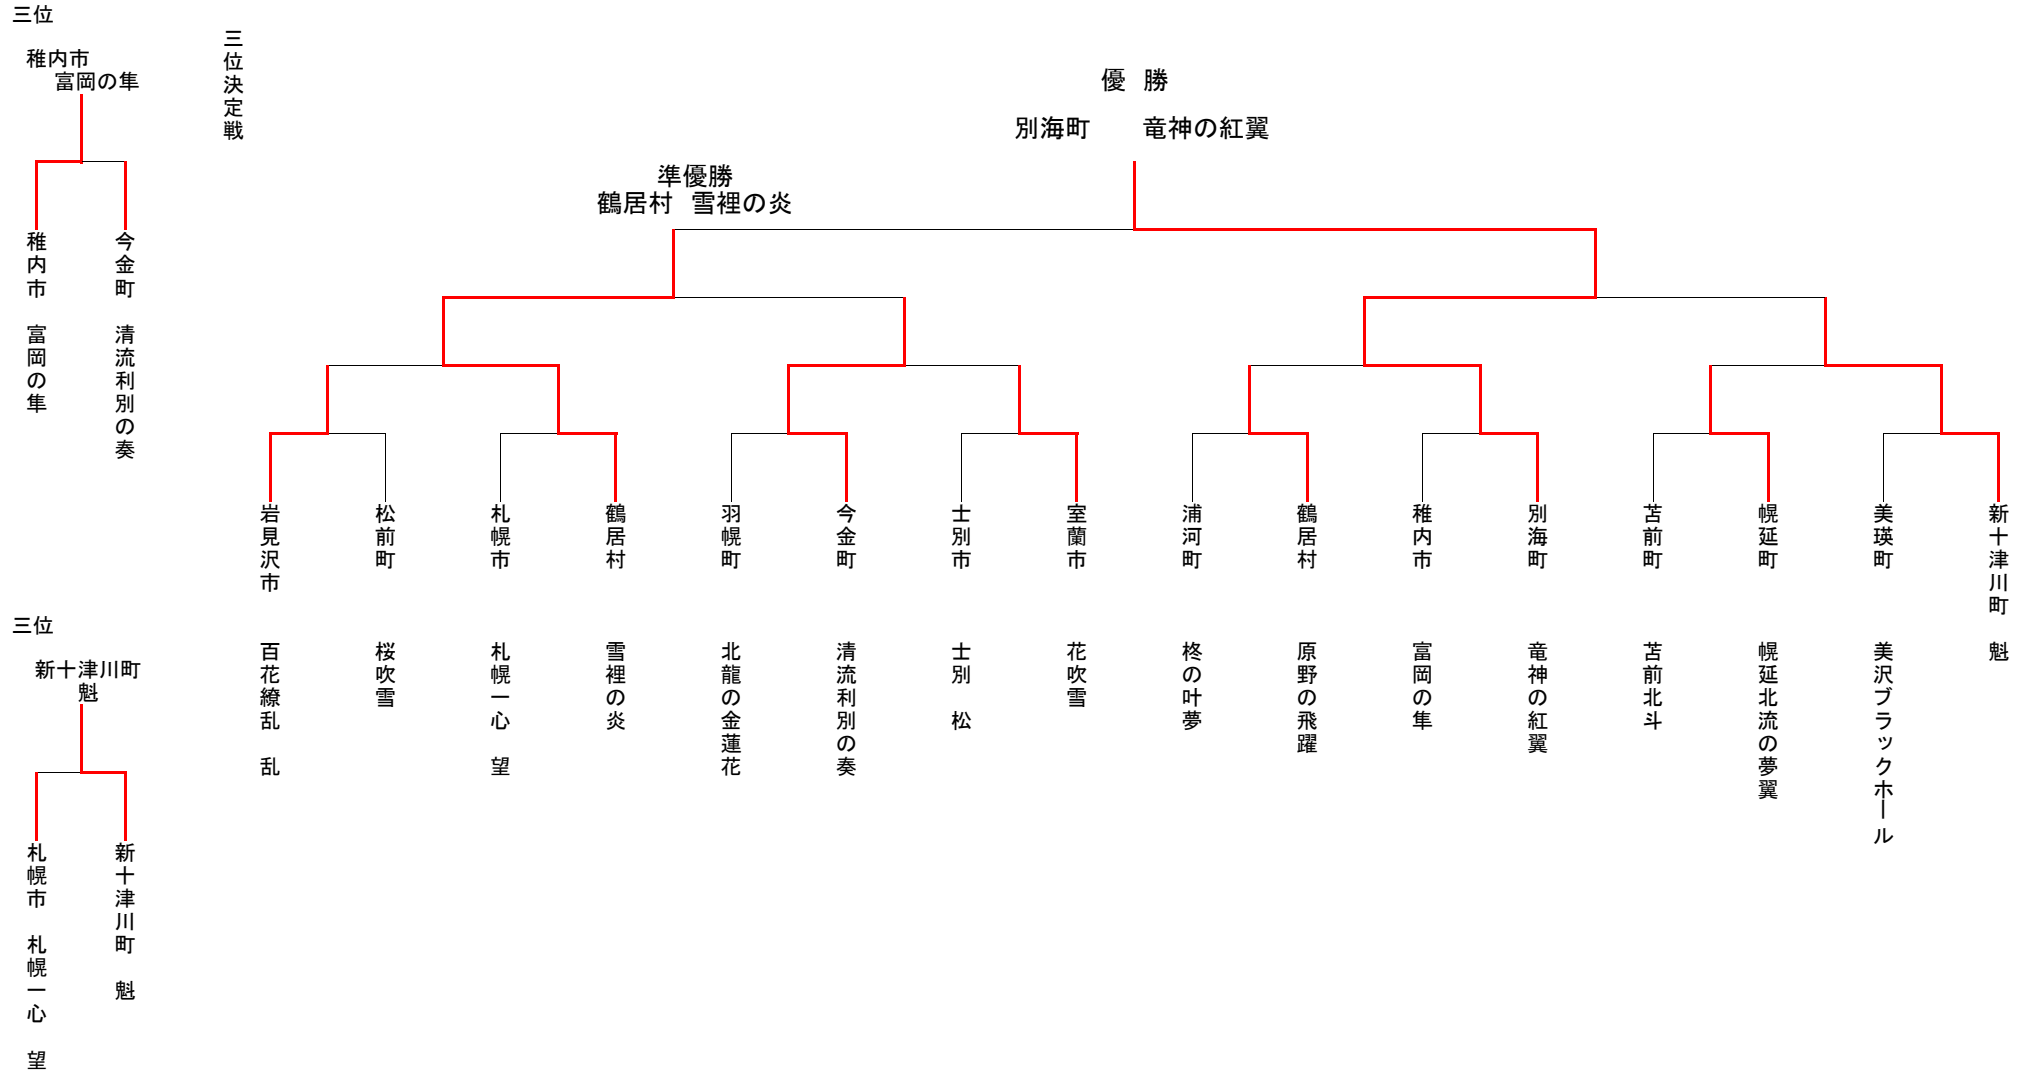 三位
稚内市
富岡の隼
稚内市　富岡の隼
今金町　清流利別の奏
三位決定戦
優　勝
別海町　　竜神の紅翼
準優勝
鶴居村　雪裡の炎
岩見沢市　　百花繚乱　乱
松前町　　　桜吹雪
札幌市　　　札幌一心　望
鶴居村　　　雪裡の炎
羽幌町　　　北龍の金蓮花
今金町　　　清流利別の奏
士別市　　　士別　松
室蘭市　　　花吹雪
浦河町　　　柊の叶夢
鶴居村　　　原野の飛躍
稚内市　　　富岡の隼
別海町　　　竜神の紅翼
苫前町　　　苫前北斗
幌延町　　　幌延北流の夢翼
美瑛町　　　美沢ブラックホール
新十津川町　魁
三位
新十津川町
魁
札幌市　札幌一心　望
新十津川町　魁